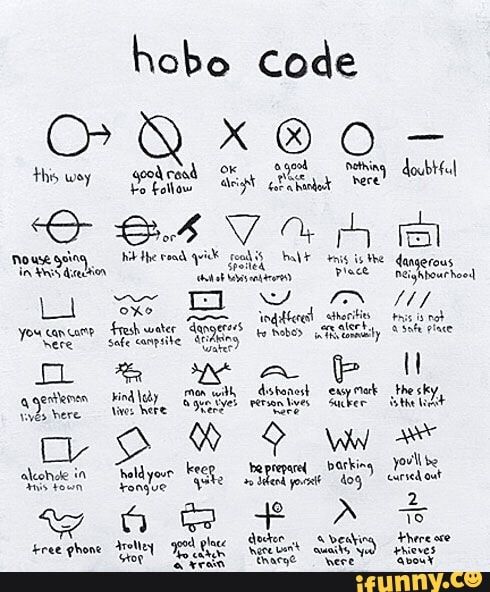 hobo code
this way
good road
to follow
OK
alright
a good
place
for a handout
nothing
here
doubtful
no use going
in this direction
or
hit the road quick
road is
spoiled
(full of hobo's and tramps)
halt
this is the
place
dangerous
neighbourhood
you can camp
here
fresh water
safe campsite
dangerous
drinking
water
indifferent
to hobo's
athorities
are alert
in this community
this is not
a safe place
a gentleman
lives here
kind lady
lives here
man with
a gun lives
here
dishonest
person lives
here
easy mark
sucker
the sky
is the limit
alcohole in
this town
hold your
tongue
keep
quite
be prepared
to defend yourself
barking
dog
you'll be
cursed out
free phone
trolley
stop
good place
to catch
a train
doctor
here won't
charge
a beating
awaits you
here
2
10
there are
thieves
about
ifunny.co